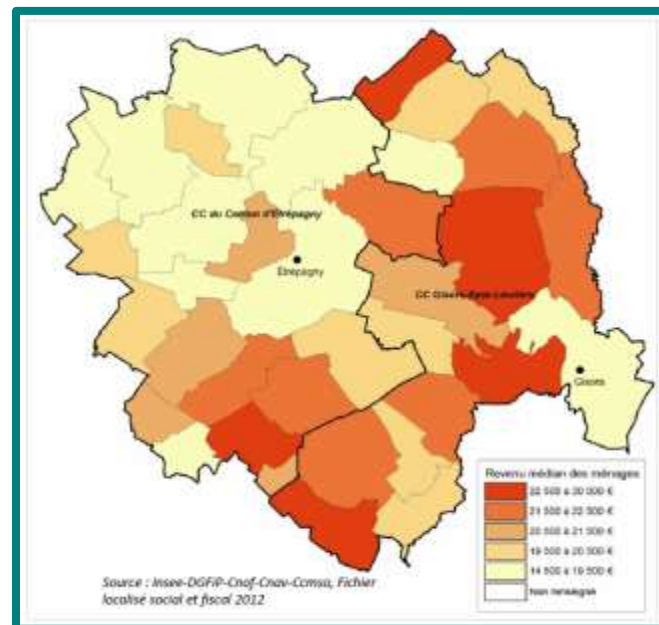 CC du Canton d'Etrépagny
Étrépagny
CC Gisors-Epte-Lévrière
Gisors
Revenu médian des ménages
22 500 à 30 000 €
21 500 à 22 500 €
20 500 à 21 500 €
19 500 à 20 500 €
14 500 à 19 500 €
Non renseigné
Source : Insee-DGFiP-Cnaf-Cnav-Ccmsa, Fichier
localisé social et fiscal 2012